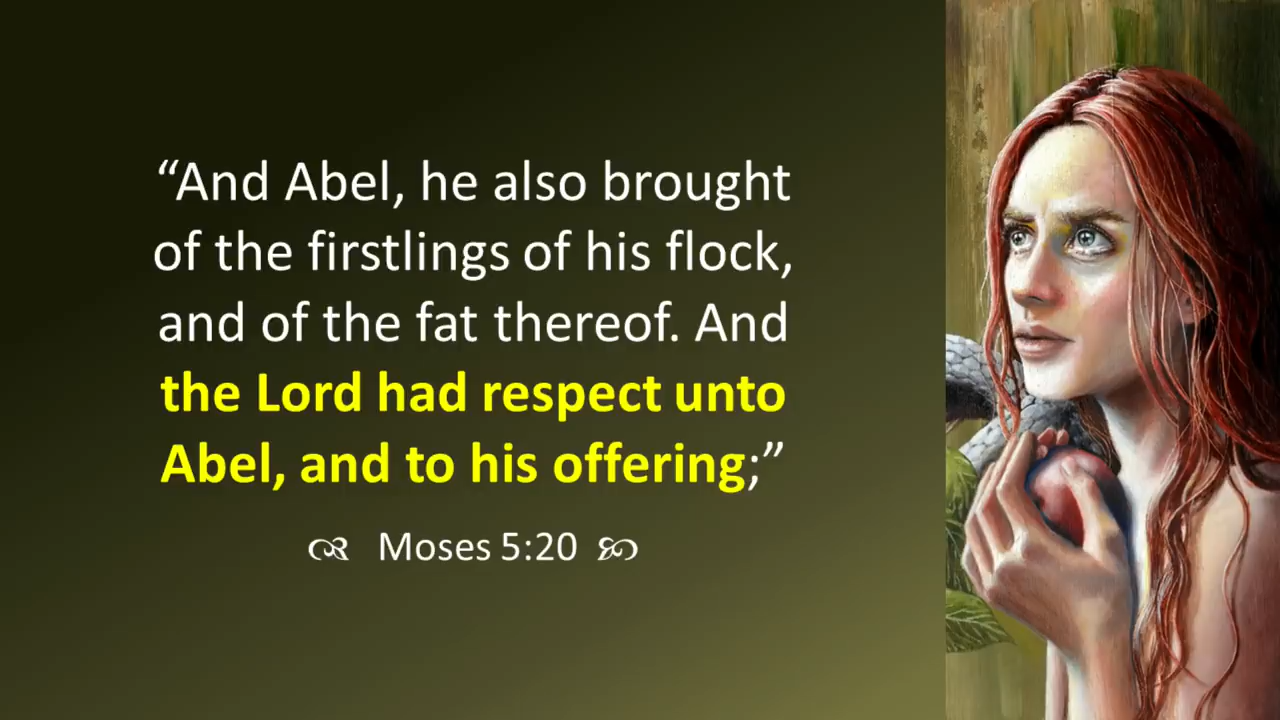 “And Abel, he also brought
of the firstlings of his flock,
and of the fat thereof. And
the Lord had respect unto
Abel, and to his offering;”
Moses 5:20